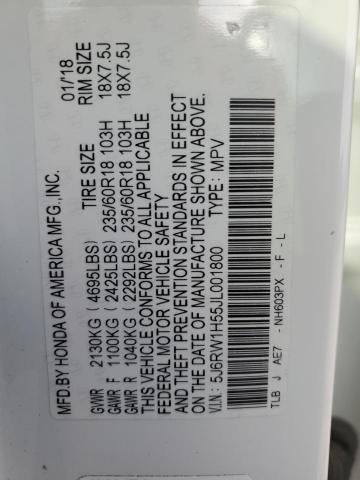 MFD.BY HONDA OF AMERICA MFG.,INC. 01/'18
TIRE SIZE RIM SIZE
GVWR 2130KG (4695LBS)
GAWR F 1100KG (2425LBS) 235/60R18 103H 18X7.5J
GAWR R 1040KG (2292LBS) 235/60R18 103H 18X7.5J
THIS VEHICLE CONFORMS TO ALL APPLICABLE
FEDERAL MOTOR VEHICLE SAFETY
AND THEFT PREVENTION STANDARDS IN EFFECT
ON THE DATE OF MANUFACTURE SHOWN ABOVE.
V.I.N.: 5J6RW1H55JL001800 TYPE: MPV
TLB J AE7 - NH603PX - F - L